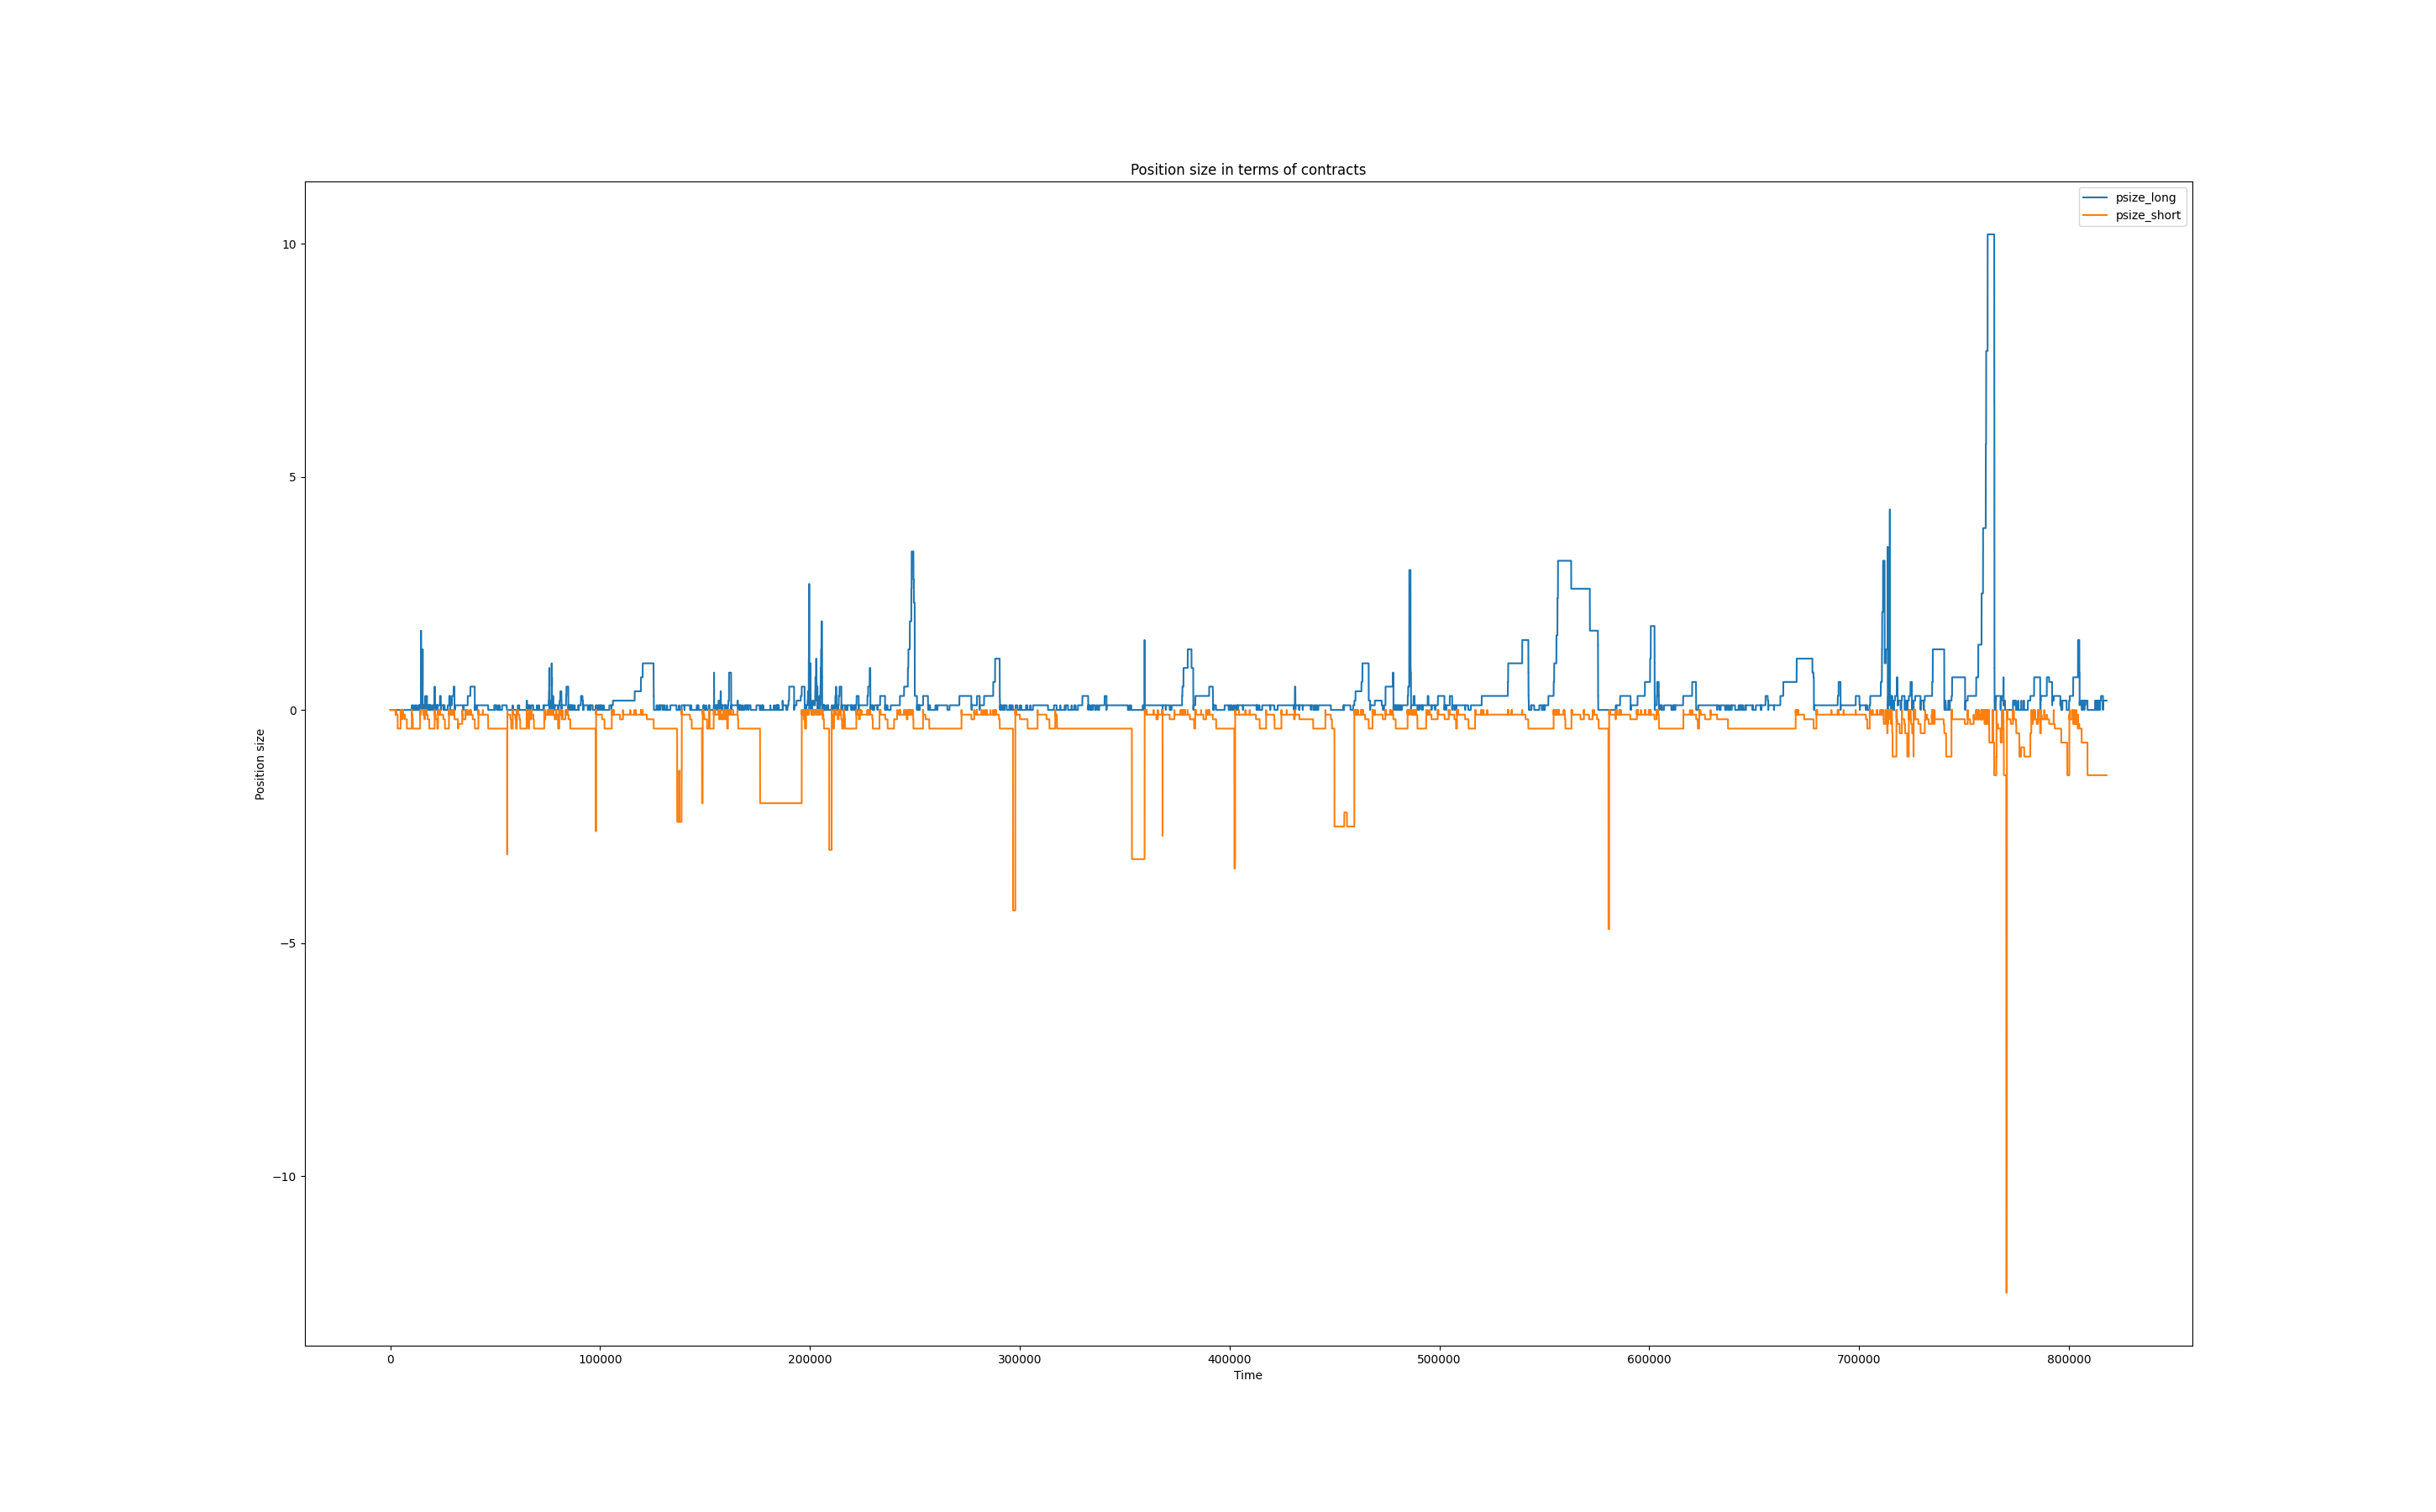 Position size in terms of contracts
psize_long
psize_short
10
5
0
−5
−10
Position size
0 100000 200000 300000 400000 500000 600000 700000 800000
Time